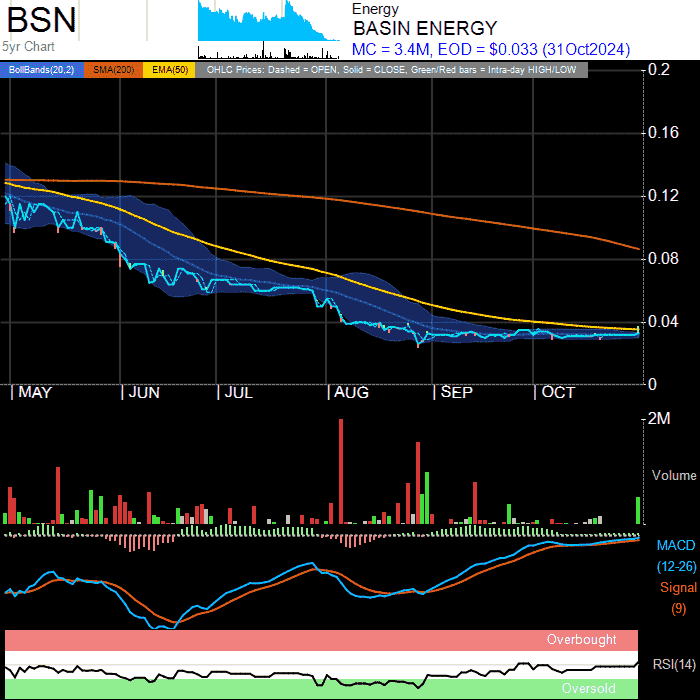 BSN
5yr Chart
Energy
BASIN ENERGY
MC = 3.4M, EOD = $0.033 (31Oct2024)
BollBands(20,2) SMA(200) EMA(50) OHLC Prices: Dashed = OPEN, Solid = CLOSE, Green/Red bars = Intra-day HIGH/LOW
0.2
0.16
0.12
0.08
0.04
0
MAY JUN JUL AUG SEP OCT
2M
Volume
MACD
(12-26)
Signal
(9)
Overbought
RSI(14)
Oversold